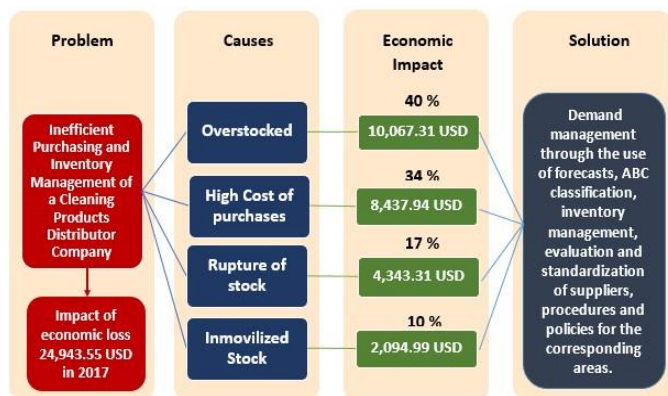 Problem
Inefficient
Purchasing and
Inventory
Management of
a Cleaning
Products
Distributor
Company
Impact of
economic loss
24,943.55 USD
in 2017
Causes
Overstocked
High Cost of
purchases
Rupture of
stock
Inmovilized
Stock
Economic
Impact
40 %
10,067.31 USD
34 %
8,437.94 USD
17 %
4,343.31 USD
10 %
2,094.99 USD
Solution
Demand
management
through the use
of forecasts, ABC
classification,
inventory
management,
evaluation and
standardization
of suppliers,
procedures and
policies for the
corresponding
areas.